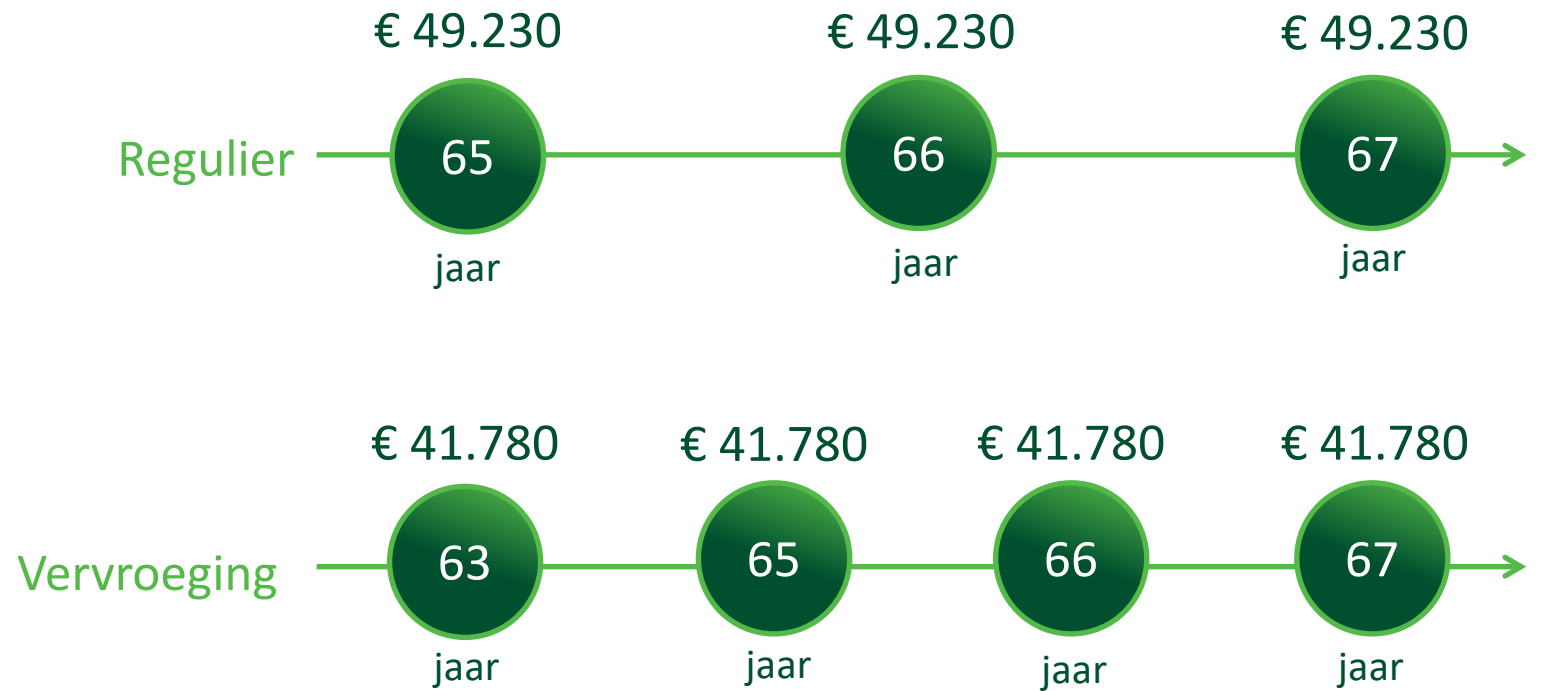 € 49.230 € 49.230 € 49.230
Regulier 65 66 67
jaar jaar jaar
€ 41.780 € 41.780 € 41.780 € 41.780
Vervroeging 63 65 66 67
jaar jaar jaar jaar